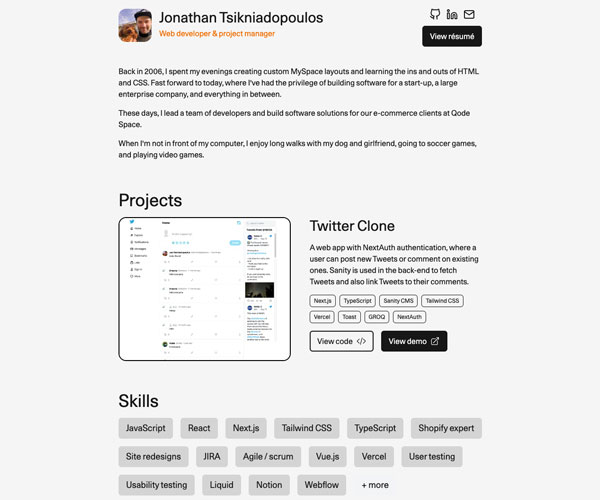 Jonathan Tsikniadopoulos
Web developer & project manager
View résumé
Back in 2006, I spent my evenings creating custom MySpace layouts and learning the ins and outs of HTML
and CSS. Fast forward to today, where I've had the privilege of building software for a start-up, a large
enterprise company, and everything in between.
These days, I lead a team of developers and build software solutions for our e-commerce clients at Qode
Space.
When I'm not in front of my computer, I enjoy long walks with my dog and girlfriend, going to soccer games,
and playing video games.
Projects
Twitter Clone
A web app with NextAuth authentication, where a
user can post new Tweets or comment on existing
ones. Sanity is used in the back-end to fetch
Tweets and also link Tweets to their comments.
Next.js TypeScript Sanity CMS Tailwind CSS
Vercel Toast GROQ NextAuth
View code View demo
Skills
JavaScript React Next.js Tailwind CSS TypeScript Shopify expert
Site redesigns JIRA Agile / scrum Vue.js Vercel User testing
Usability testing Liquid Notion Webflow + more